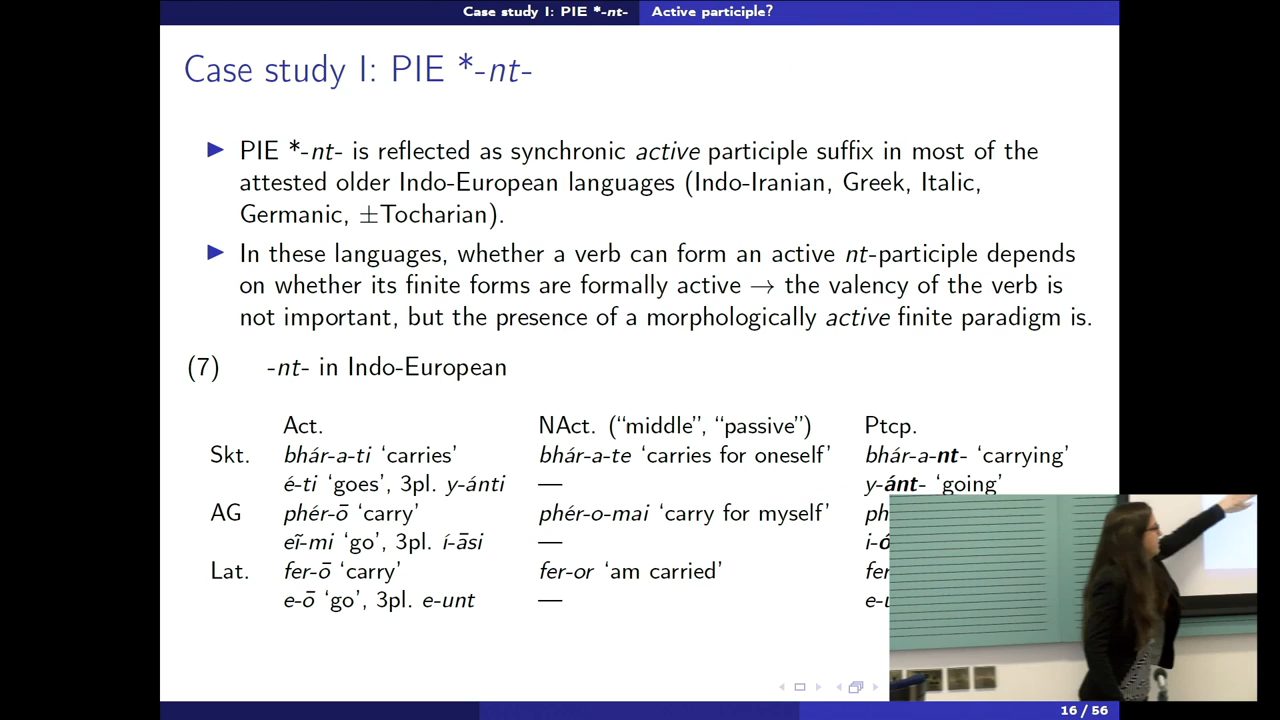 Case study I: PIE *-nt- Active participle?
Case study I: PIE *-nt-
▶ PIE *-nt- is reflected as synchronic active participle suffix in most of the
attested older Indo-European languages (Indo-Iranian, Greek, Italic,
Germanic, ±Tocharian).
▶ In these languages, whether a verb can form an active nt-participle depends
on whether its finite forms are formally active → the valency of the verb is
not important, but the presence of a morphologically active finite paradigm is.
(7) -nt- in Indo-European
Act. NAct. (“middle”, “passive”) Ptcp.
Skt. bhár-a-ti ‘carries’ bhár-a-te ‘carries for oneself’ bhár-a-nt- ‘carrying’
é-ti ‘goes’, 3pl. y-ánti — y-ánt- ‘going’
AG phér-ō ‘carry’ phér-o-mai ‘carry for myself’
eĩ-mi ‘go’, 3pl. í-āsi —
Lat. fer-ō ‘carry’ fer-or ‘am carried’
e-ō ‘go’, 3pl. e-unt —
16 / 56